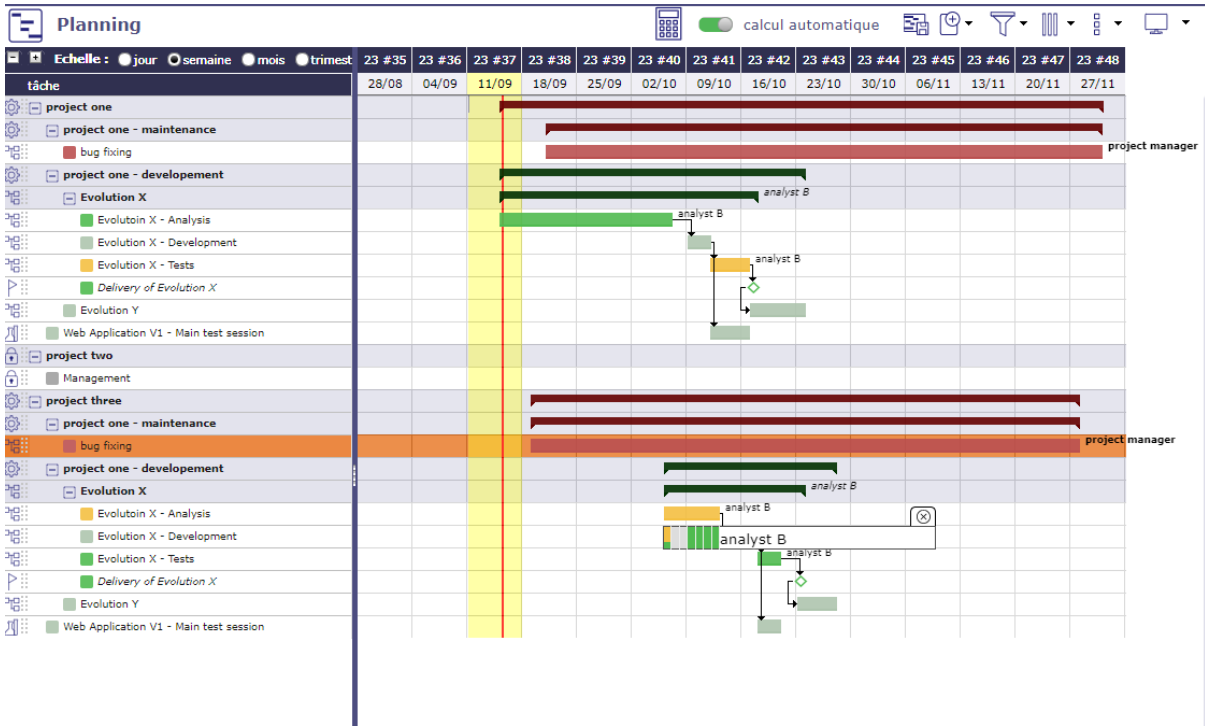 Planning
calcul automatique
Echelle : jour semaine mois trimest
23 #35 23 #36 23 #37 23 #38 23 #39 23 #40 23 #41 23 #42 23 #43 23 #44 23 #45 23 #46 23 #47 23 #48
tâche
28/08 04/09 11/09 18/09 25/09 02/10 09/10 16/10 23/10 30/10 06/11 13/11 20/11 27/11
project one
project one - maintenance
bug fixing
project manager
project one - developement
Evolution X
analyst B
Evolutoin X - Analysis
analyst B
Evolution X - Development
Evolution X - Tests
analyst B
Delivery of Evolution X
Evolution Y
Web Application V1 - Main test session
project two
Management
project three
project one - maintenance
bug fixing
project manager
project one - developement
Evolution X
analyst B
Evolutoin X - Analysis
analyst B
Evolution X - Development
analyst B
Evolution X - Tests
analyst B
Delivery of Evolution X
Evolution Y
Web Application V1 - Main test session